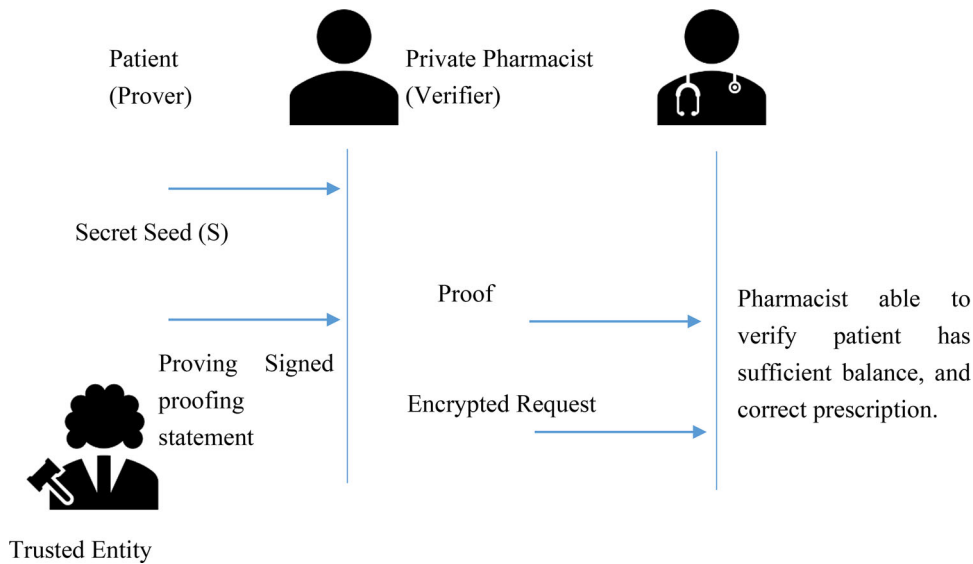 Patient
(Prover)
Private Pharmacist
(Verifier)
Secret Seed (S)
Proof
Proving Signed
proofing
statement
Encrypted Request
Pharmacist able to
verify patient has
sufficient balance, and
correct prescription.
Trusted Entity